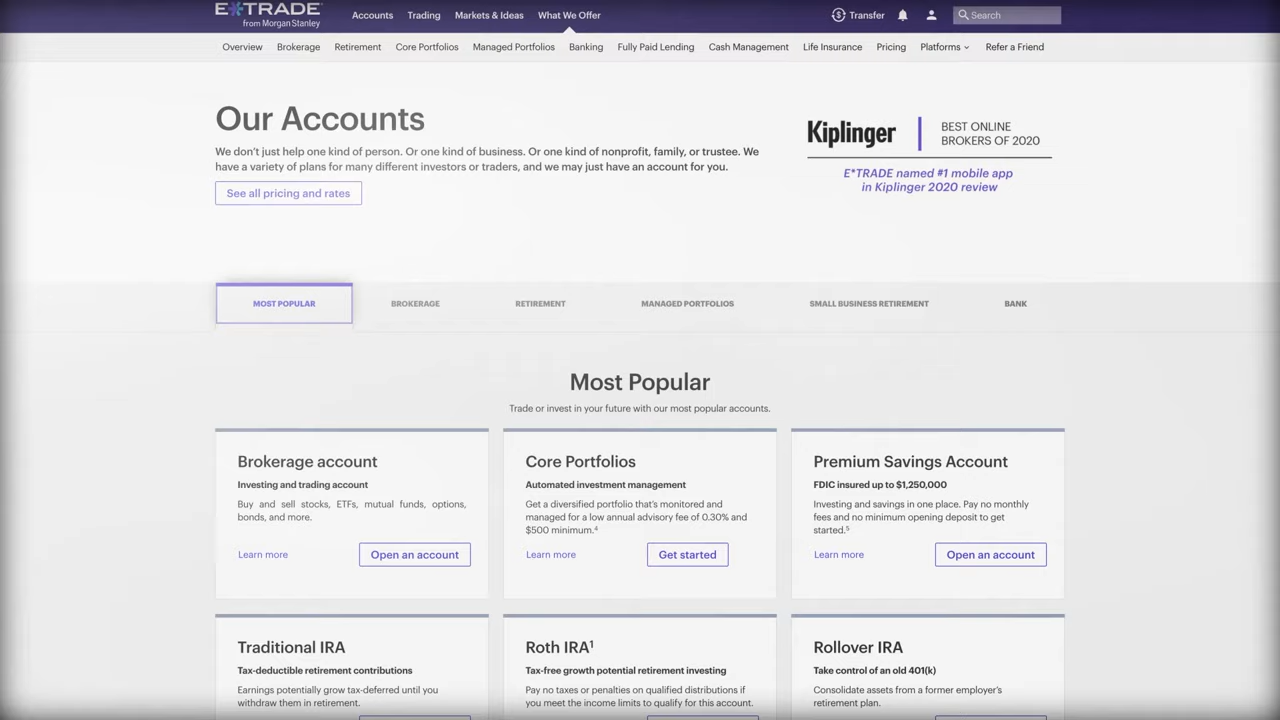 E*TRADE®
from Morgan Stanley
Accounts Trading Markets & Ideas What We Offer
Transfer
Search
Overview Brokerage Retirement Core Portfolios Managed Portfolios Banking Fully Paid Lending Cash Management Life Insurance Pricing Platforms Refer a Friend
Our Accounts
We don't just help one kind of person. Or one kind of business. Or one kind of nonprofit, family, or trustee. We
have a variety of plans for many different investors or traders, and we may just have an account for you.
See all pricing and rates
Kiplinger
BEST ONLINE
BROKERS OF 2020
E*TRADE named #1 mobile app
in Kiplinger 2020 review
MOST POPULAR BROKERAGE RETIREMENT MANAGED PORTFOLIOS SMALL BUSINESS RETIREMENT BANK
Most Popular
Trade or invest in your future with our most popular accounts.
Brokerage account
Investing and trading account
Buy and sell stocks, ETFs, mutual funds, options,
bonds, and more.
Learn more
Open an account
Core Portfolios
Automated investment management
Get a diversified portfolio that's monitored and
managed for a low annual advisory fee of 0.30% and
$500 minimum.⁴
Learn more
Get started
Premium Savings Account
FDIC insured up to $1,250,000
Investing and savings in one place. Pay no monthly
fees and no minimum opening deposit to get
started.⁵
Learn more
Open an account
Traditional IRA
Tax-deductible retirement contributions
Earnings potentially grow tax-deferred until you
withdraw them in retirement.
Roth IRA¹
Tax-free growth potential retirement investing
Pay no taxes or penalties on qualified distributions if
you meet the income limits to qualify for this account.
Rollover IRA
Take control of an old 401(k)
Consolidate assets from a former employer's
retirement plan.